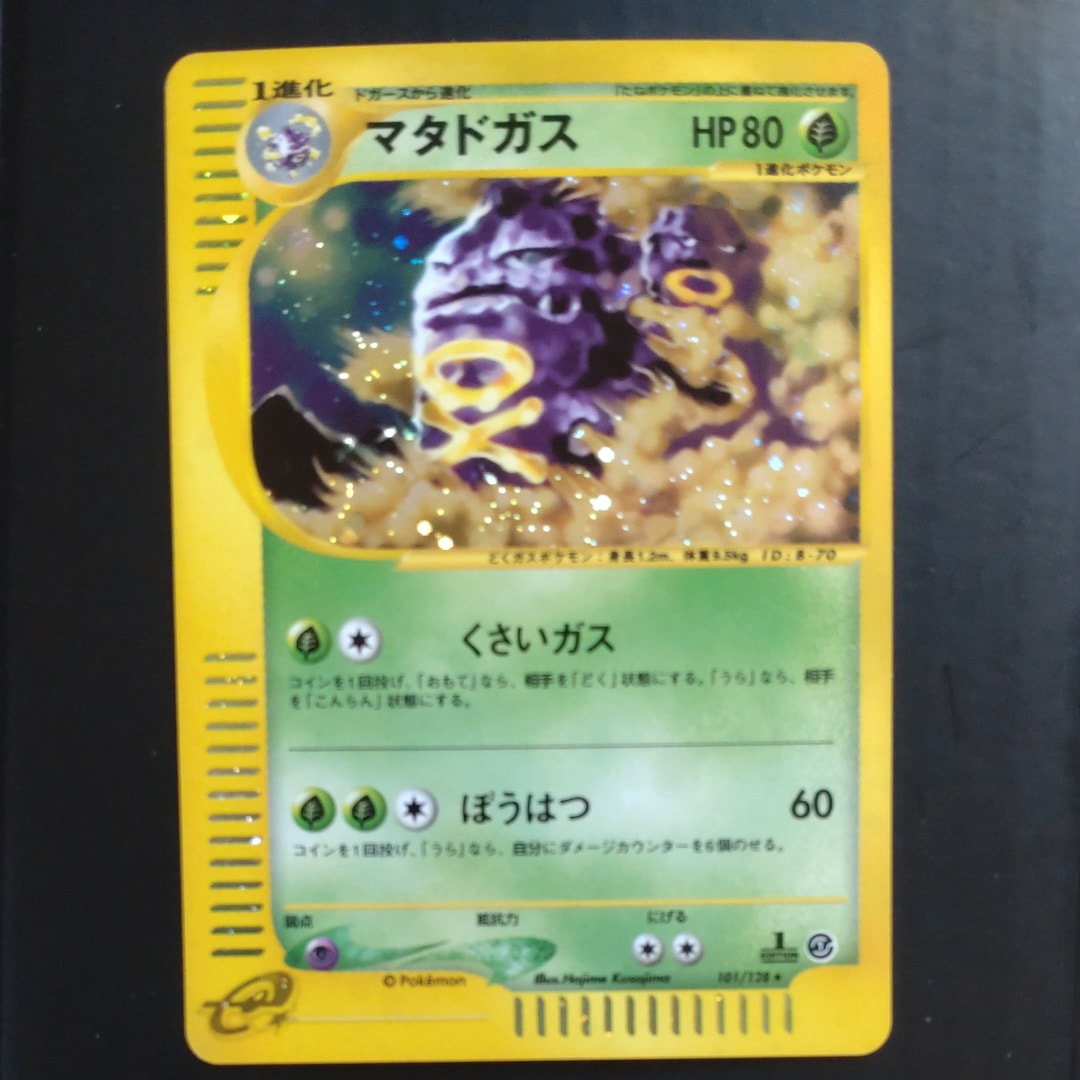 1進化 ドガースから進化 「たねポケモン」の上に重ねて進化させます。
マタドガス HP80
1進化ポケモン
どくガスポケモン：身長1.2m、体重9.5kg ID：E-70
くさいガス
コインを1回投げ、「おもて」なら、相手を「どく」状態にする。「うら」なら、相手
を「こんらん」状態にする。
ぼうはつ 60
コインを1回投げ、「うら」なら、自分にダメージカウンターを6個のせる。
弱点 抵抗力 にげる
1
EDITION
© Pokémon Illus.Hajime Kusajima 101/128 ★